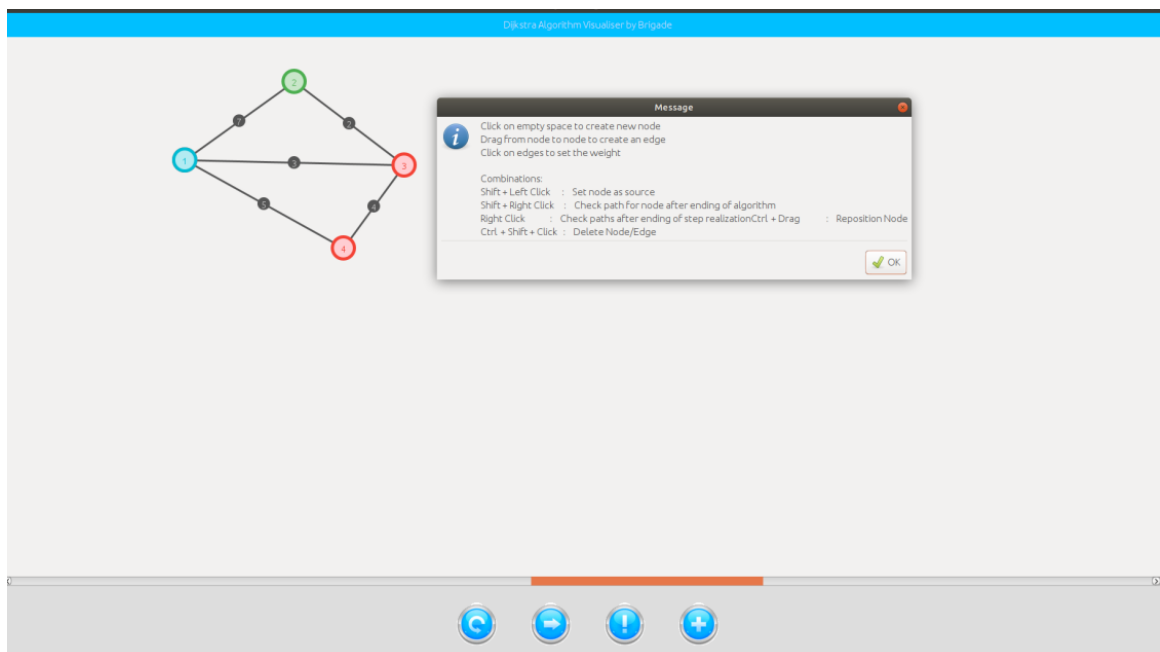 Dijkstra Algorithm Visualiser by Brigade
2
7
2
1
3
3
5
4
4
Message
Click on empty space to create new node
Drag from node to node to create an edge
Click on edges to set the weight
Combinations:
Shift + Left Click : Set node as source
Shift + Right Click : Check path for node after ending of algorithm
Right Click : Check paths after ending of step realizationCtrl + Drag : Reposition Node
Ctrl + Shift + Click : Delete Node/Edge
OK